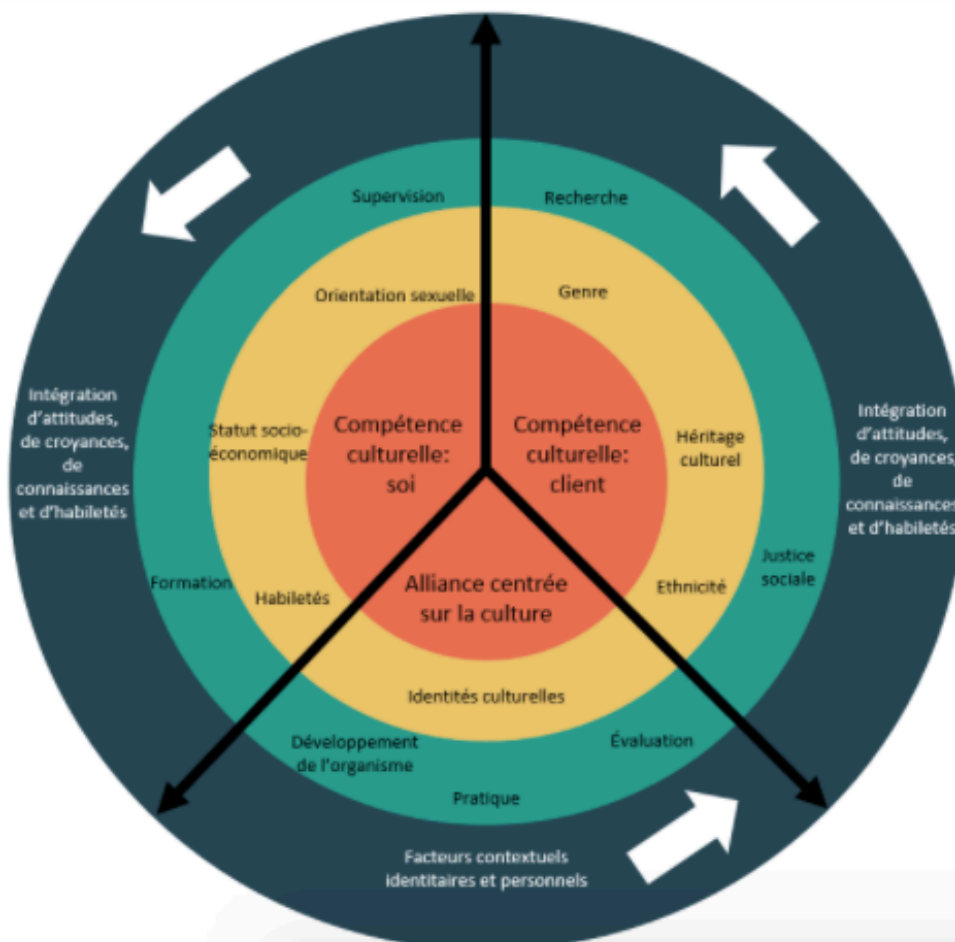 Supervision
Recherche
Orientation sexuelle
Genre
Intégration
d'attitudes,
de croyances,
de
connaissances
et d'habiletés
Statut socio-
économique
Compétence
culturelle:
soi
Compétence
culturelle:
client
Héritage
culturel
Intégration
d'attitudes,
de croyances,
de
connaissances
et d'habiletés
Formation
Habiletés
Alliance centrée
sur la culture
Ethnicité
Justice
sociale
Identités culturelles
Développement
de l'organisme
Évaluation
Pratique
Facteurs contextuels
identitaires et personnels